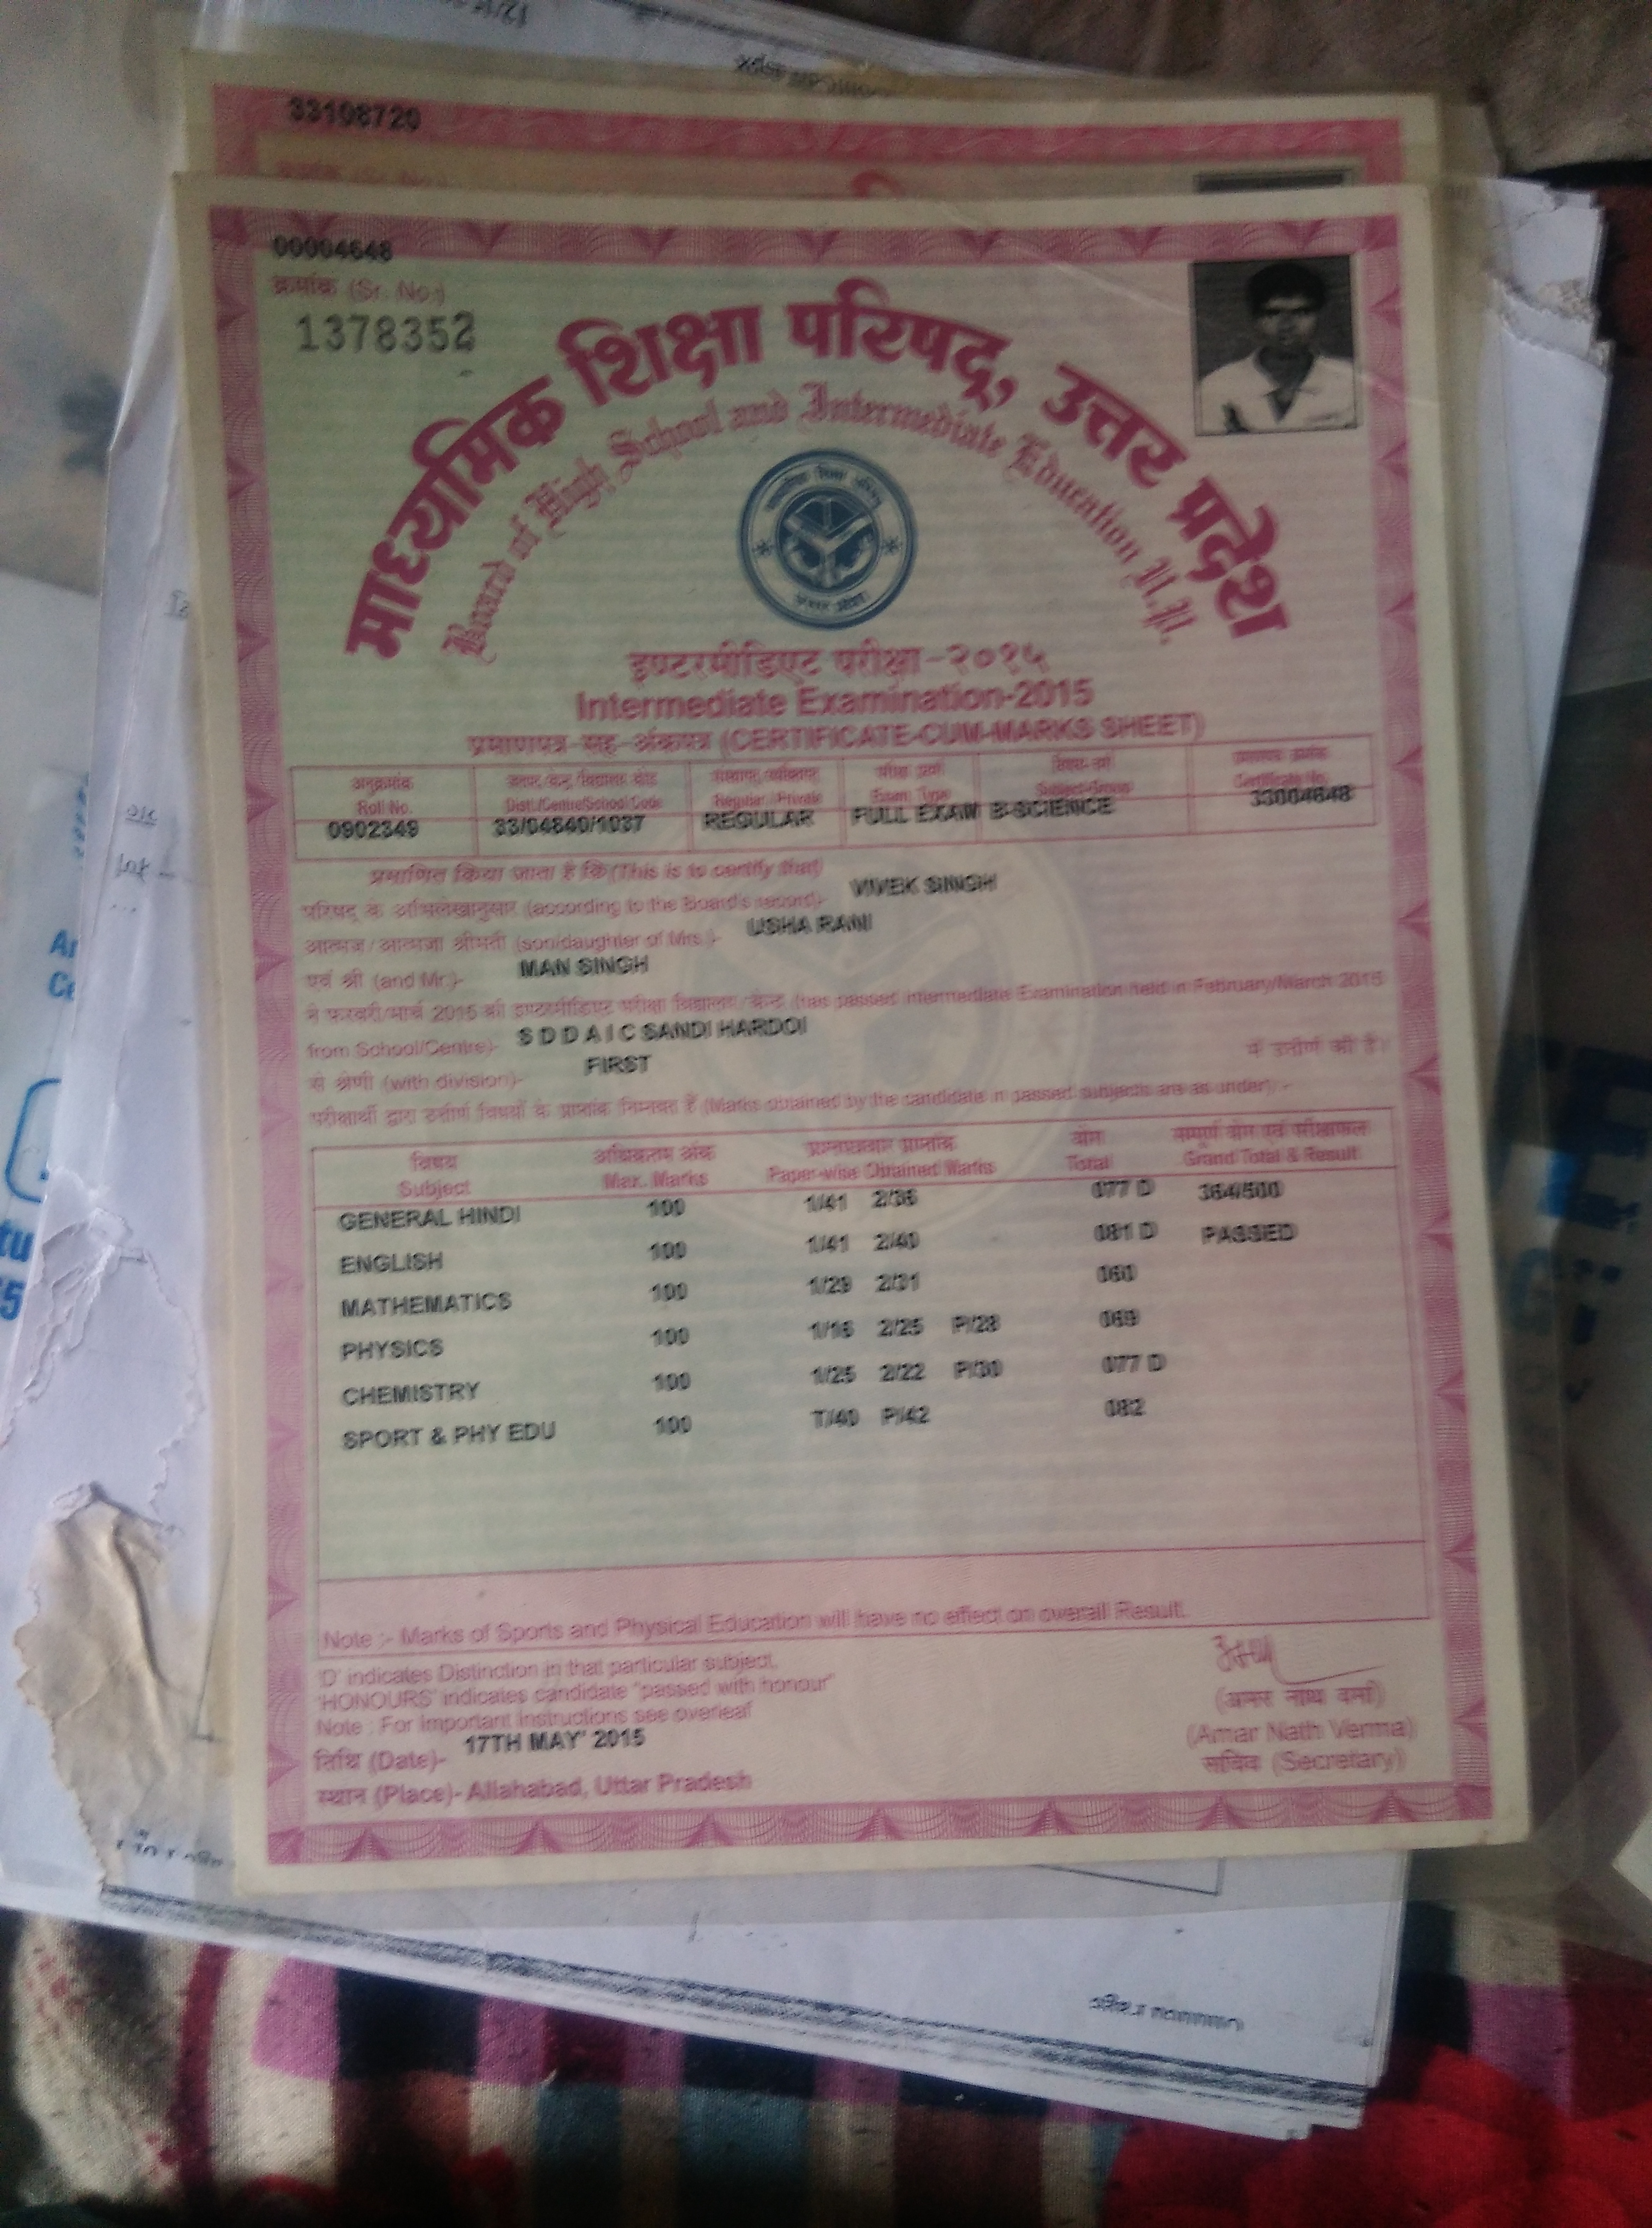 33108720
00004648
क्रमांक (Sr. No.)
1378352
माध्यमिक शिक्षा परिषद्, उत्तर प्रदेश
Board of High School and Intermediate Education U.P.
इण्टरमीडिएट परीक्षा-२०१५
Intermediate Examination-2015
प्रमाणपत्र-सह-अंकपत्र (CERTIFICATE-CUM-MARKS SHEET)
अनुक्रमांक
Roll No. Dist./Centre/School Code Regular/Private Exam Type Subject-Group Certificate No.
0902349 33/04840/1037 REGULAR FULL EXAM B-SCIENCE 33004648
प्रमाणित किया जाता है कि (This is to certify that)
परिषद् के अभिलेखानुसार (according to the Board's record)- VIVEK SINGH
आत्मज/आत्मजा श्रीमती (son/daughter of Mrs.)- USHA RANI
एवं श्री (and Mr.)- MAN SINGH
ने फरवरी/मार्च 2015 की इण्टरमीडिएट परीक्षा विद्यालय/केन्द्र (has passed Intermediate Examination held in February/March 2015
from School/Centre)- S D D A I C SANDI HARDOI
से श्रेणी (with division)- FIRST में उत्तीर्ण की है।
परीक्षार्थी द्वारा उत्तीर्ण विषयों के प्राप्तांक निम्नवत हैं (Marks obtained by the candidate in passed subjects are as under):-
विषय अधिकतम अंक प्रश्नपत्रवार प्राप्तांक योग सम्पूर्ण योग एवं परीक्षाफल
Subject Max. Marks Paper-wise Obtained Marks Total Grand Total & Result
GENERAL HINDI 100 1/41 2/36 077 D 364/500
ENGLISH 100 1/41 2/40 081 D PASSED
MATHEMATICS 100 1/29 2/31 060
PHYSICS 100 1/16 2/25 P/28 069
CHEMISTRY 100 1/25 2/22 P/30 077 D
SPORT & PHY EDU 100 T/40 P/42 082
Note :- Marks of Sports and Physical Education will have no effect on overall Result.
'D' indicates Distinction in that particular subject.
'HONOURS' indicates candidate "passed with honour"
Note : For Important Instructions see overleaf
तिथि (Date)- 17TH MAY' 2015
स्थान (Place)- Allahabad, Uttar Pradesh
(अमर नाथ वर्मा)
(Amar Nath Verma)
सचिव (Secretary)